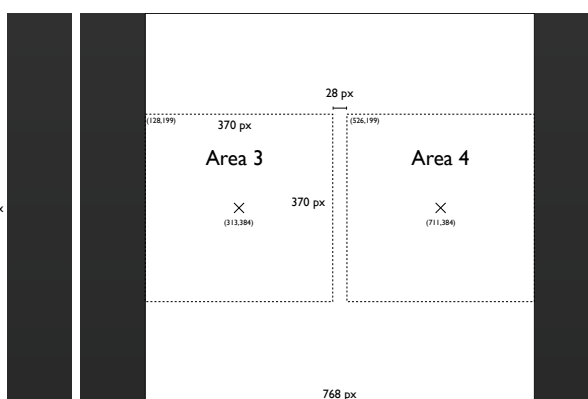 28 px
(128,199)
370 px
(526,199)
Area 3
Area 4
370 px
(313,384)
(711,384)
768 px